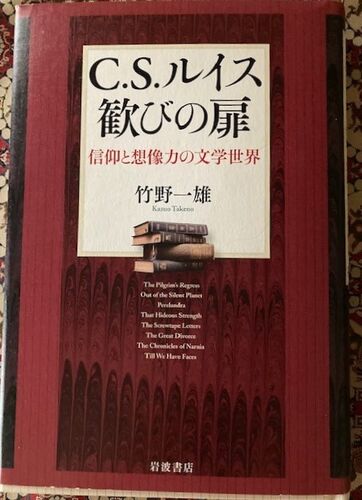 C.S.ルイス
歓びの扉
信仰と想像力の文学世界
竹野一雄
Kazuo Takeno
The Pilgrim's Regress
Out of the Silent Planet
Perelandra
That Hideous Strength
The Screwtape Letters
The Great Divorce
The Chronicles of Narnia
Till We Have Faces
岩波書店